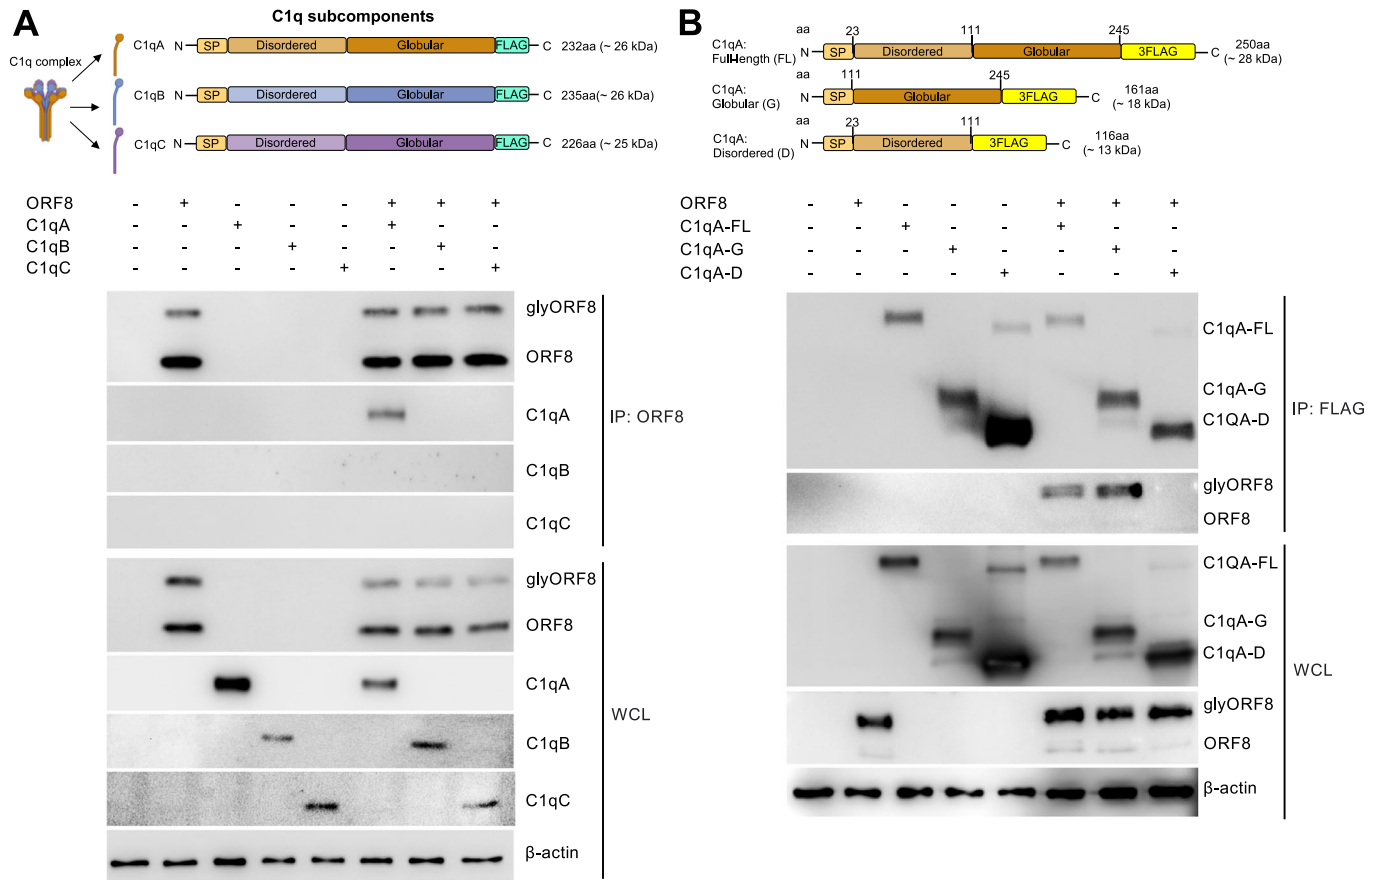 A
C1q subcomponents
C1q complex
C1qA N SP Disordered Globular FLAG C 232aa (~ 26 kDa)
C1qB N SP Disordered Globular FLAG C 235aa(~ 26 kDa)
C1qC N SP Disordered Globular FLAG C 226aa (~ 25 kDa)
ORF8 - + - - - + + +
C1qA - - + - - + - -
C1qB - - - + - - + -
C1qC - - - - + - - +
glyORF8
ORF8
C1qA
C1qB
C1qC
IP: ORF8
glyORF8
ORF8
C1qA
C1qB
C1qC
β-actin
WCL
B
aa 23 111 245
C1qA:
Full-length (FL) N SP Disordered Globular 3FLAG C 250aa
(~ 28 kDa)
aa 111 245
C1qA:
Globular (G) N SP Globular 3FLAG C 161aa
(~ 18 kDa)
aa 23 111
C1qA:
Disordered (D) N SP Disordered 3FLAG C 116aa
(~ 13 kDa)
ORF8 - + - - - + + +
C1qA-FL - - + - - + - -
C1qA-G - - - + - - + -
C1qA-D - - - - + - - +
C1qA-FL
C1qA-G
C1QA-D
glyORF8
ORF8
IP: FLAG
C1QA-FL
C1qA-G
C1qA-D
glyORF8
ORF8
β-actin
WCL